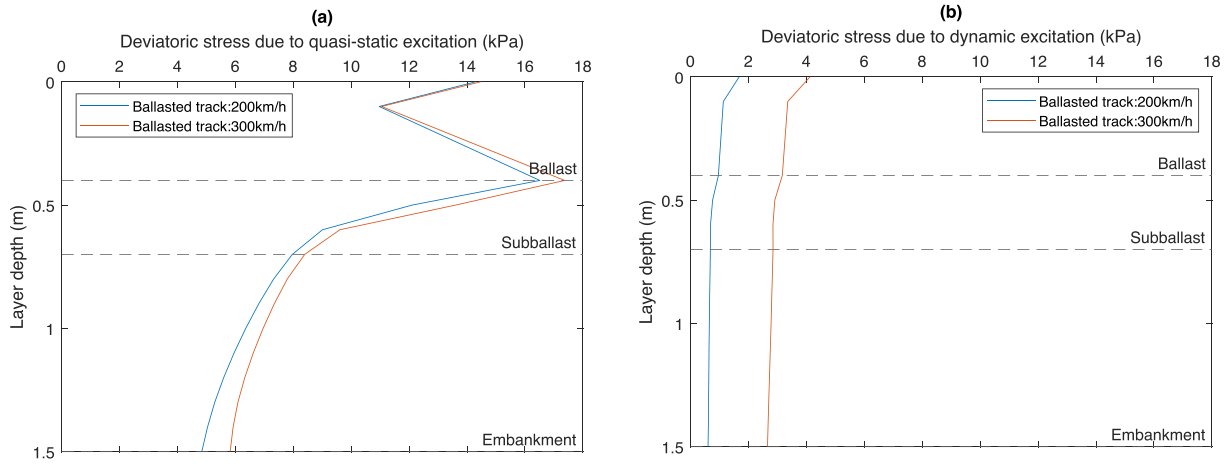 (a)
Deviatoric stress due to quasi-static excitation (kPa)
0 2 4 6 8 10 12 14 16 18
0
0.5
1
1.5
Layer depth (m)
Ballasted track:200km/h
Ballasted track:300km/h
Ballast
Subballast
Embankment
(b)
Deviatoric stress due to dynamic excitation (kPa)
0 2 4 6 8 10 12 14 16 18
0
0.5
1
1.5
Layer depth (m)
Ballasted track:200km/h
Ballasted track:300km/h
Ballast
Subballast
Embankment